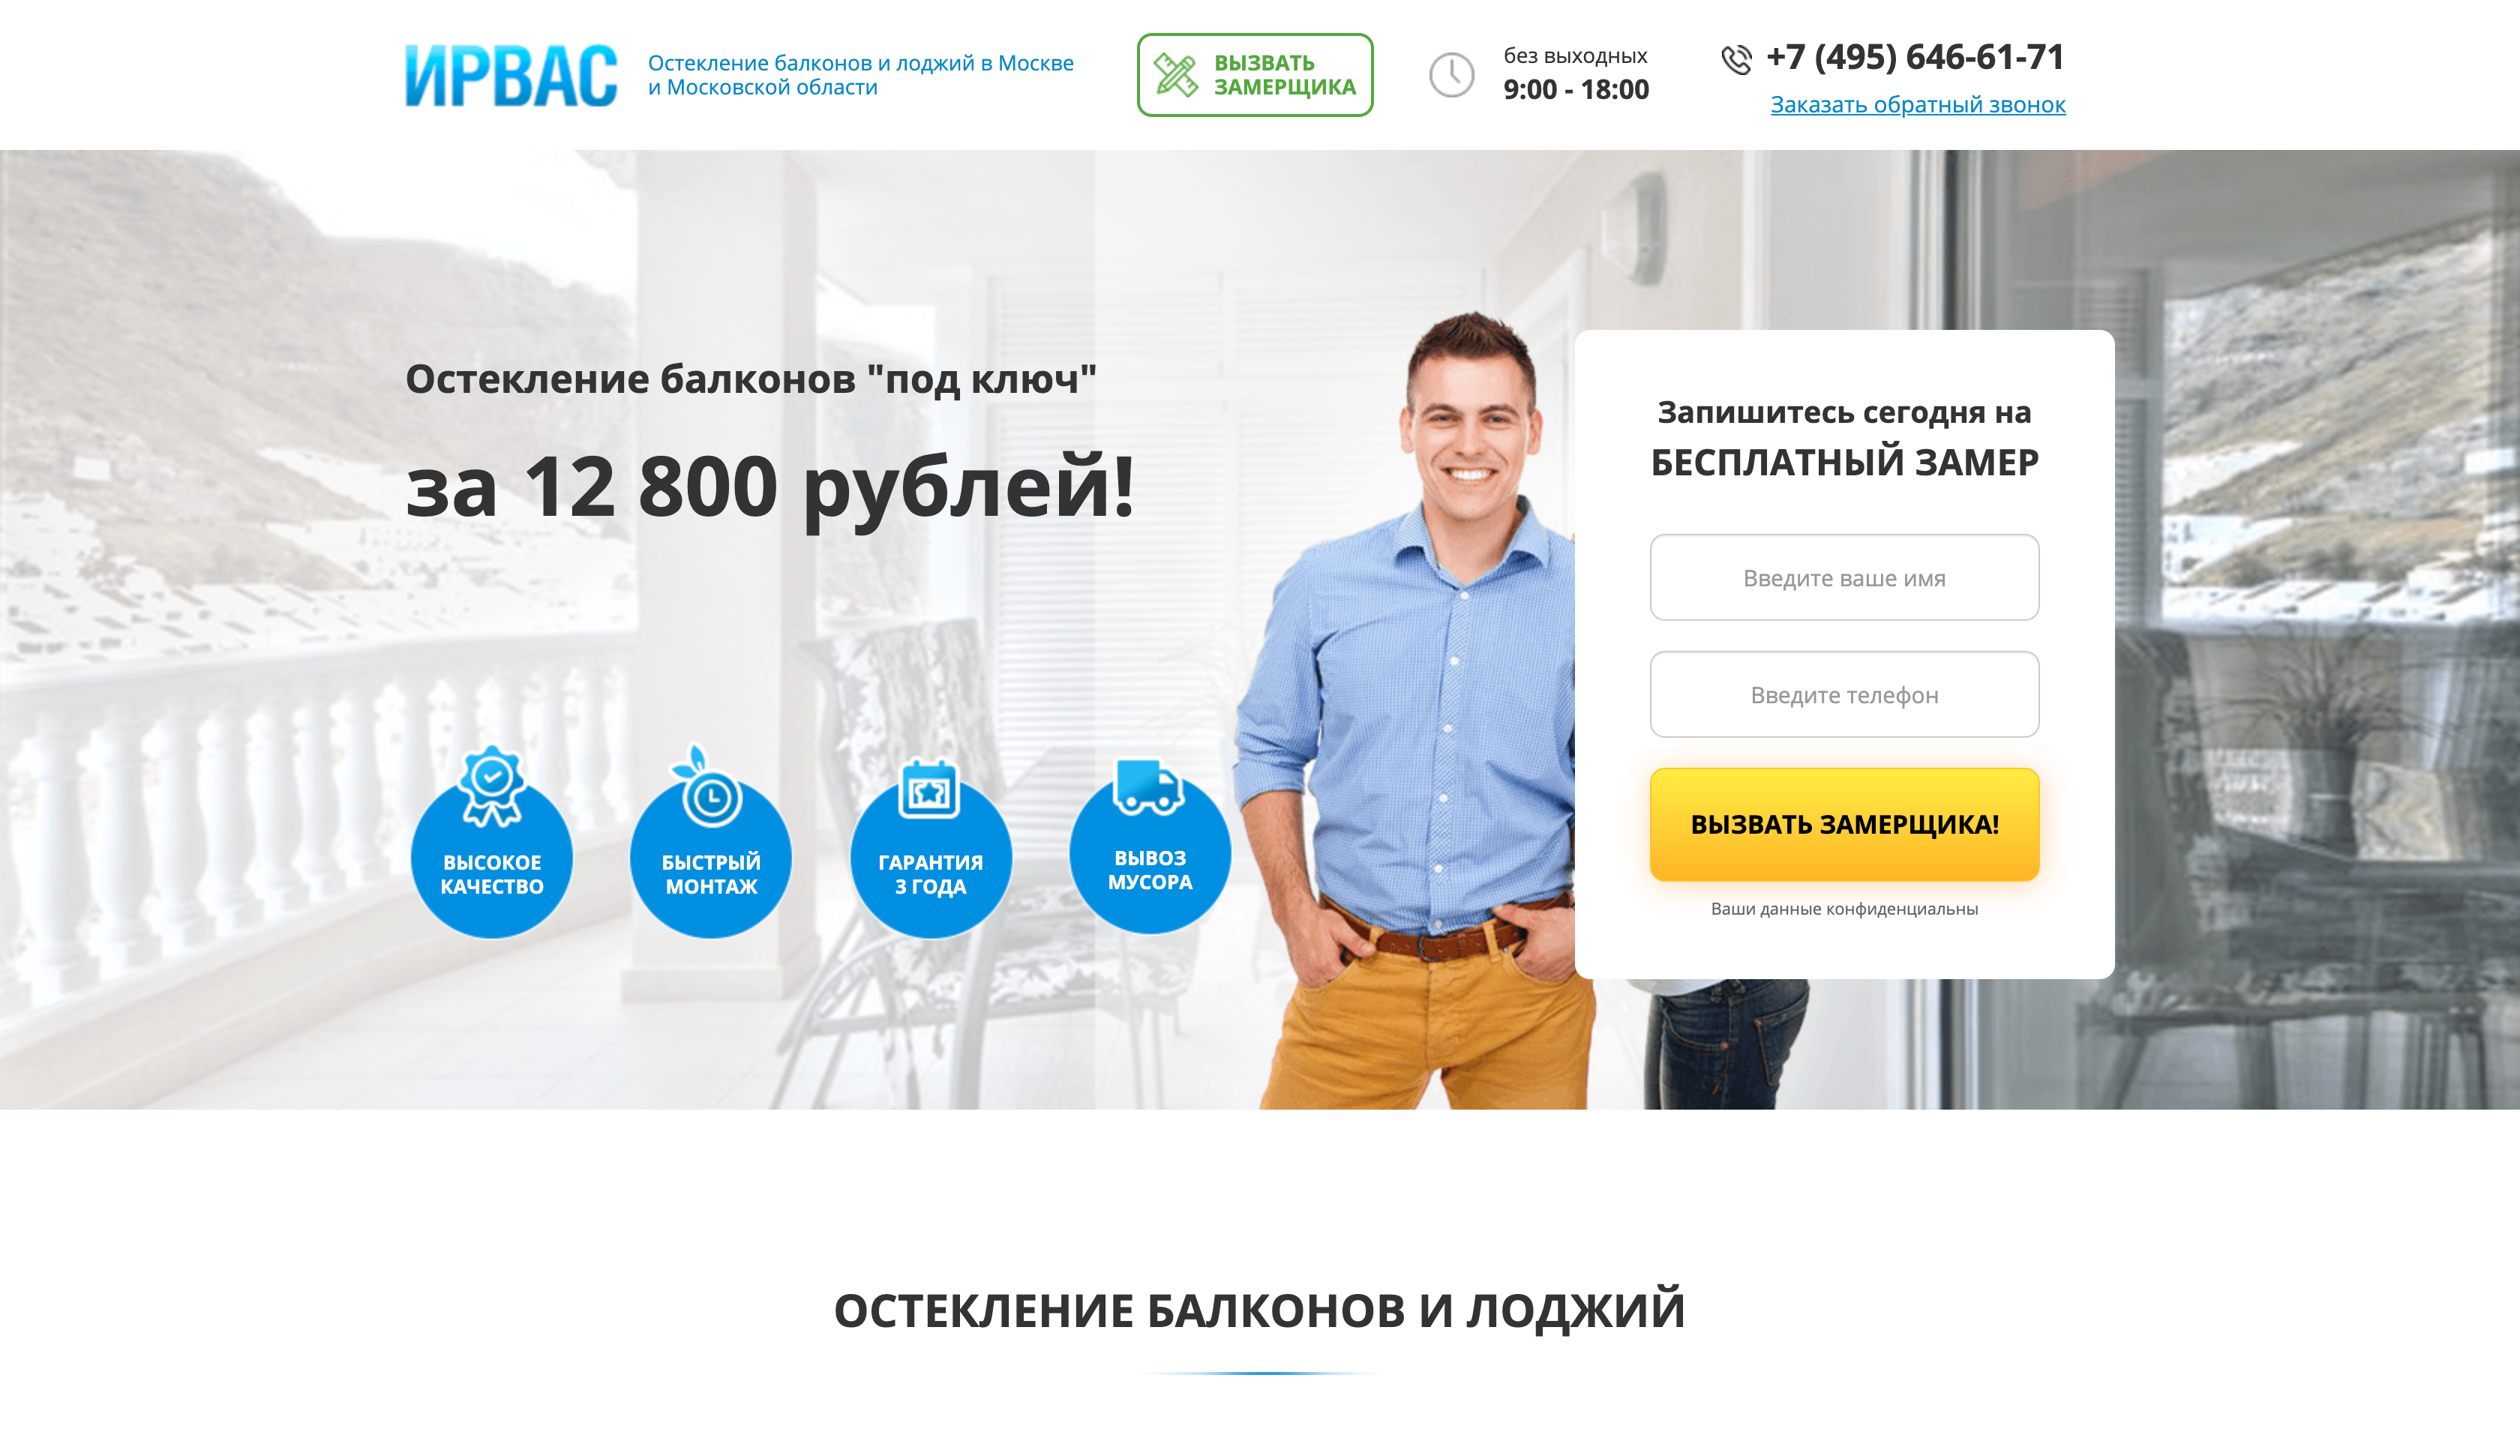 ИРВАС
Остекление балконов и лоджий в Москве
и Московской области
ВЫЗВАТЬ
ЗАМЕРЩИКА
без выходных
9:00 - 18:00
+7 (495) 646-61-71
Заказать обратный звонок
Остекление балконов "под ключ"
за 12 800 рублей!
ВЫСОКОЕ
КАЧЕСТВО
БЫСТРЫЙ
МОНТАЖ
ГАРАНТИЯ
3 ГОДА
ВЫВОЗ
МУСОРА
Запишитесь сегодня на
БЕСПЛАТНЫЙ ЗАМЕР
Введите ваше имя
Введите телефон
ВЫЗВАТЬ ЗАМЕРЩИКА!
Ваши данные конфиденциальны
ОСТЕКЛЕНИЕ БАЛКОНОВ И ЛОДЖИЙ